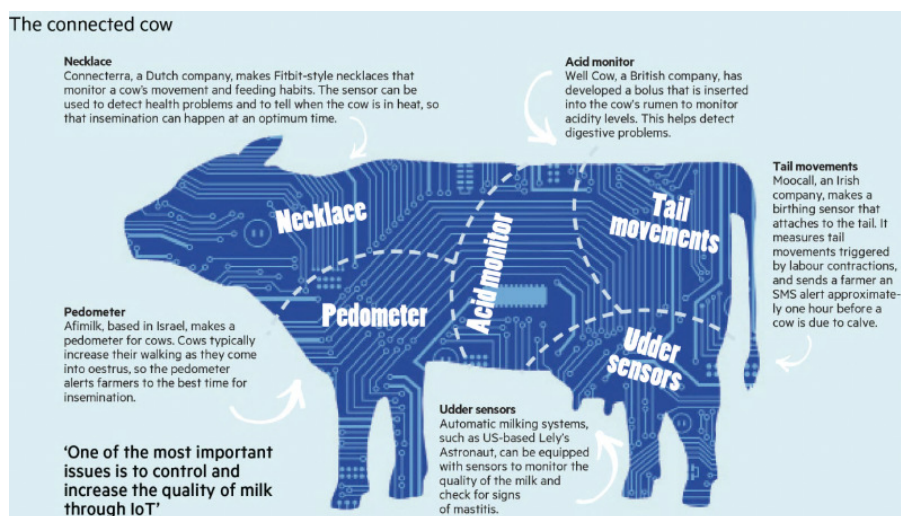 The connected cow
Necklace
Connecterra, a Dutch company, makes Fitbit-style necklaces that
monitor a cow's movement and feeding habits. The sensor can be
used to detect health problems and to tell when the cow is in heat, so
that insemination can happen at an optimum time.
Acid monitor
Well Cow, a British company, has
developed a bolus that is inserted
into the cow's rumen to monitor
acidity levels. This helps detect
digestive problems.
Tail movements
Moocall, an Irish
company, makes a
birthing sensor that
attaches to the tail. It
measures tail
movements triggered
by labour contractions,
and sends a farmer an
SMS alert approximate-
ly one hour before a
cow is due to calve.
Necklace
Pedometer
Acid monitor
Tail
movements
Udder
sensors
Pedometer
Afimilk, based in Israel, makes a
pedometer for cows. Cows typically
increase their walking as they come
into oestrus, so the pedometer
alerts farmers to the best time for
insemination.
Udder sensors
Automatic milking systems,
such as US-based Lely's
Astronaut, can be equipped
with sensors to monitor the
quality of the milk and
check for signs
of mastitis.
'One of the most important
issues is to control and
increase the quality of milk
through IoT'